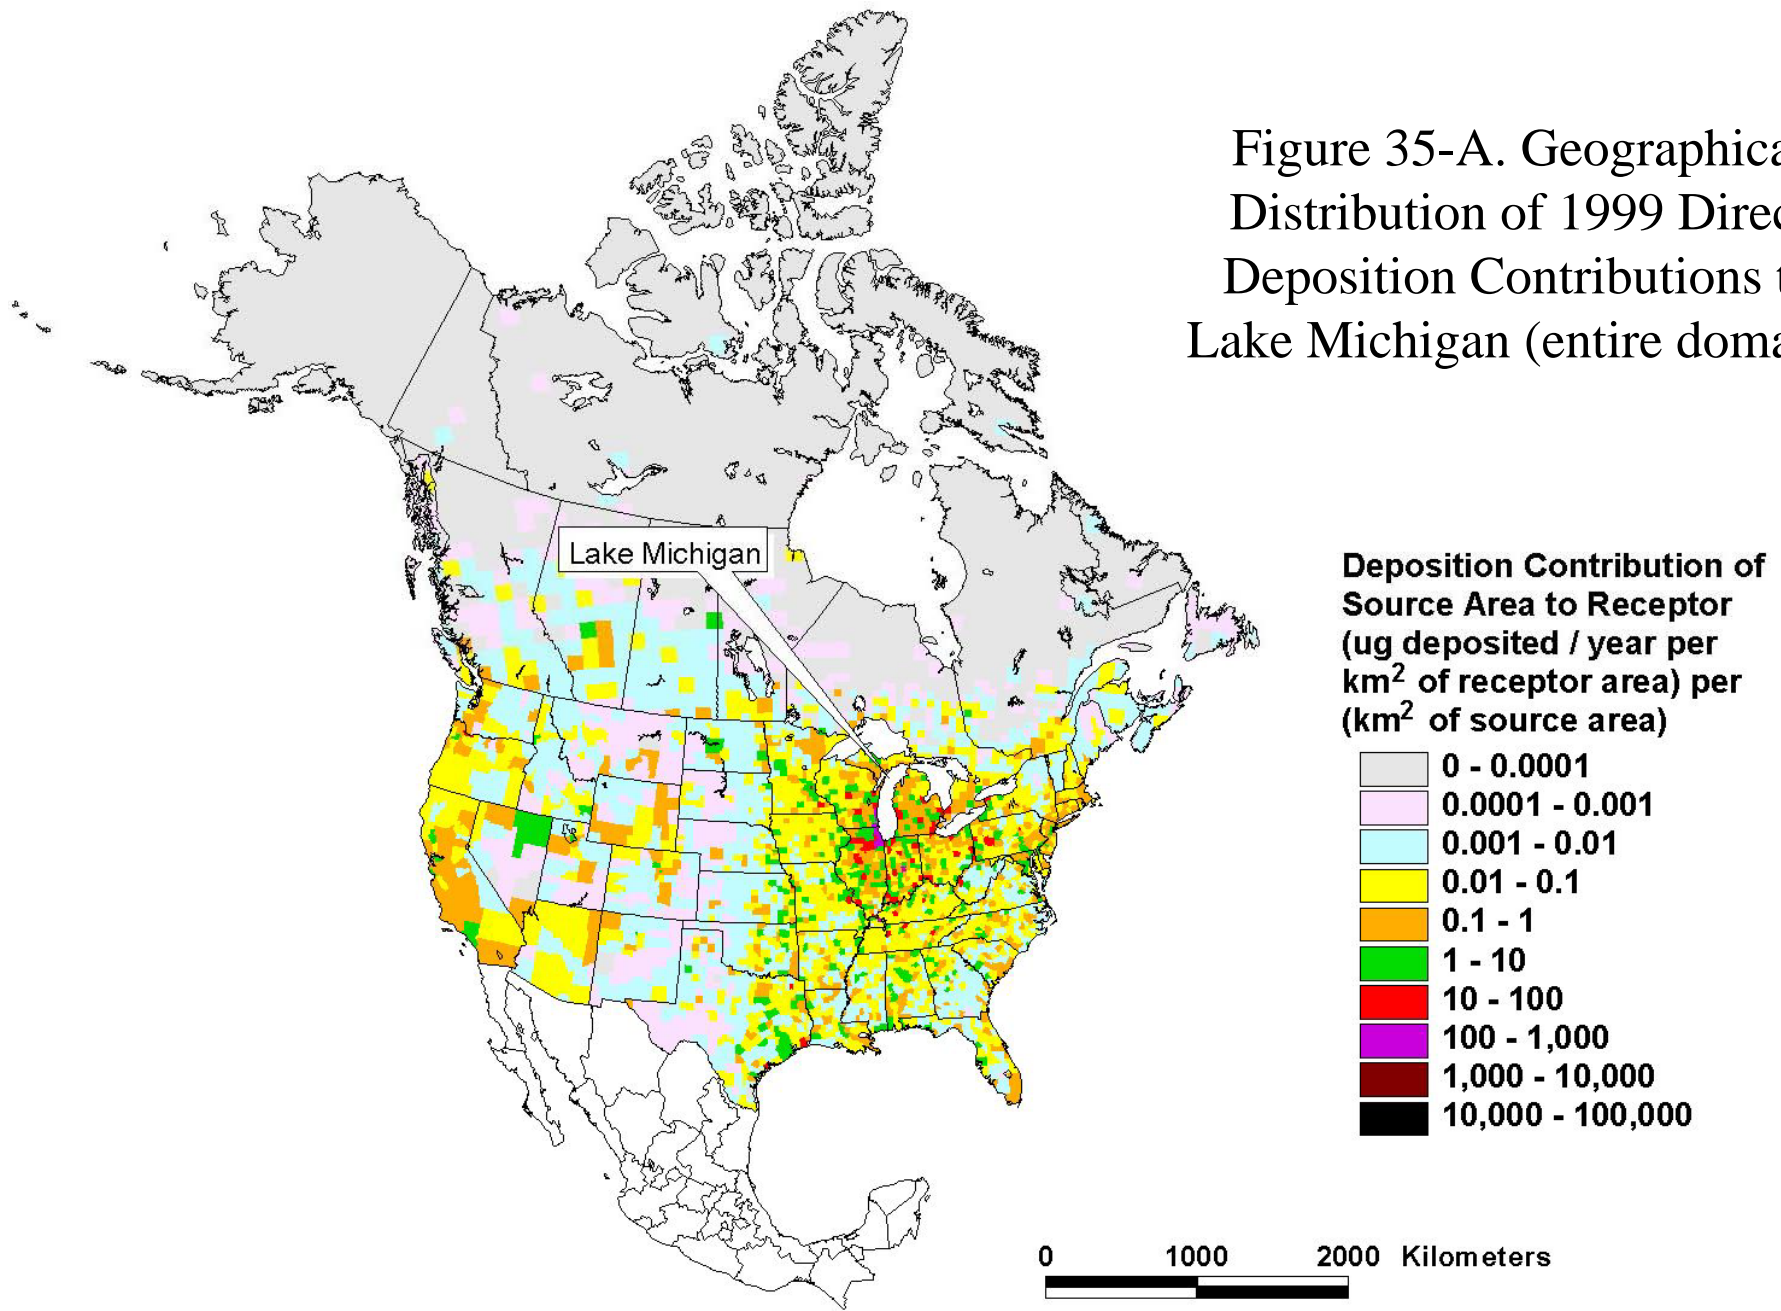 Figure 35-A. Geographica
Distribution of 1999 Direc
Deposition Contributions t
Lake Michigan (entire doma
Lake Michigan
Deposition Contribution of
Source Area to Receptor
(ug deposited / year per
km² of receptor area) per
(km² of source area)
0 - 0.0001
0.0001 - 0.001
0.001 - 0.01
0.01 - 0.1
0.1 - 1
1 - 10
10 - 100
100 - 1,000
1,000 - 10,000
10,000 - 100,000
0 1000 2000 Kilometers